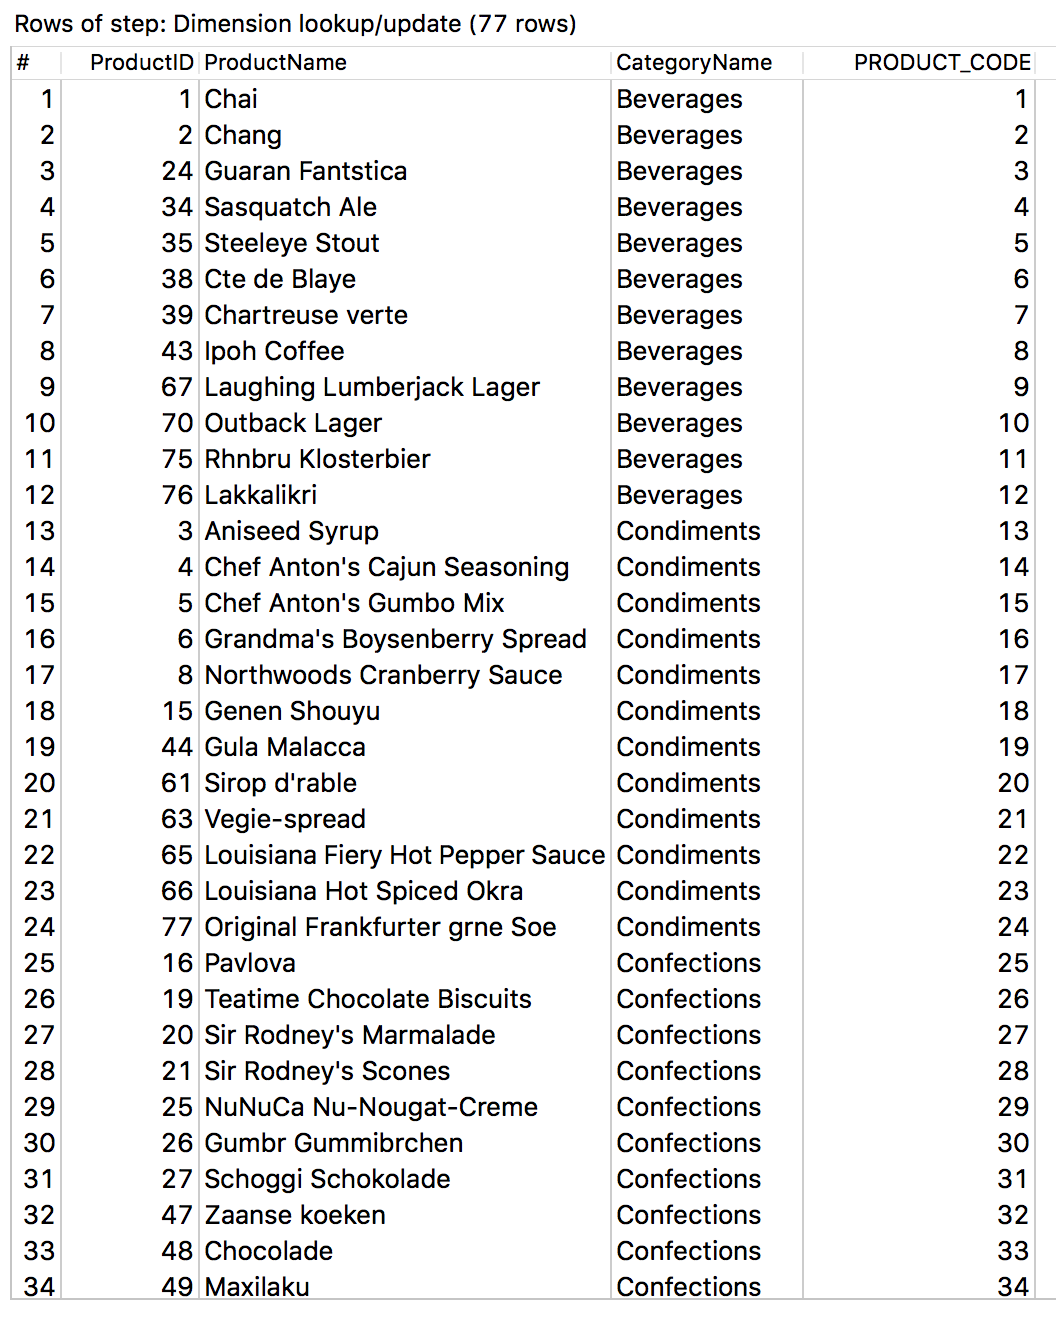 Rows of step: Dimension lookup/update (77 rows)
# ProductID ProductName CategoryName PRODUCT_CODE
1 1 Chai Beverages 1
2 2 Chang Beverages 2
3 24 Guaran Fantstica Beverages 3
4 34 Sasquatch Ale Beverages 4
5 35 Steeleye Stout Beverages 5
6 38 Cte de Blaye Beverages 6
7 39 Chartreuse verte Beverages 7
8 43 Ipoh Coffee Beverages 8
9 67 Laughing Lumberjack Lager Beverages 9
10 70 Outback Lager Beverages 10
11 75 Rhnbru Klosterbier Beverages 11
12 76 Lakkalikri Beverages 12
13 3 Aniseed Syrup Condiments 13
14 4 Chef Anton's Cajun Seasoning Condiments 14
15 5 Chef Anton's Gumbo Mix Condiments 15
16 6 Grandma's Boysenberry Spread Condiments 16
17 8 Northwoods Cranberry Sauce Condiments 17
18 15 Genen Shouyu Condiments 18
19 44 Gula Malacca Condiments 19
20 61 Sirop d'rable Condiments 20
21 63 Vegie-spread Condiments 21
22 65 Louisiana Fiery Hot Pepper Sauce Condiments 22
23 66 Louisiana Hot Spiced Okra Condiments 23
24 77 Original Frankfurter grne Soe Condiments 24
25 16 Pavlova Confections 25
26 19 Teatime Chocolate Biscuits Confections 26
27 20 Sir Rodney's Marmalade Confections 27
28 21 Sir Rodney's Scones Confections 28
29 25 NuNuCa Nu-Nougat-Creme Confections 29
30 26 Gumbr Gummibrchen Confections 30
31 27 Schoggi Schokolade Confections 31
32 47 Zaanse koeken Confections 32
33 48 Chocolade Confections 33
34 49 Maxilaku Confections 34